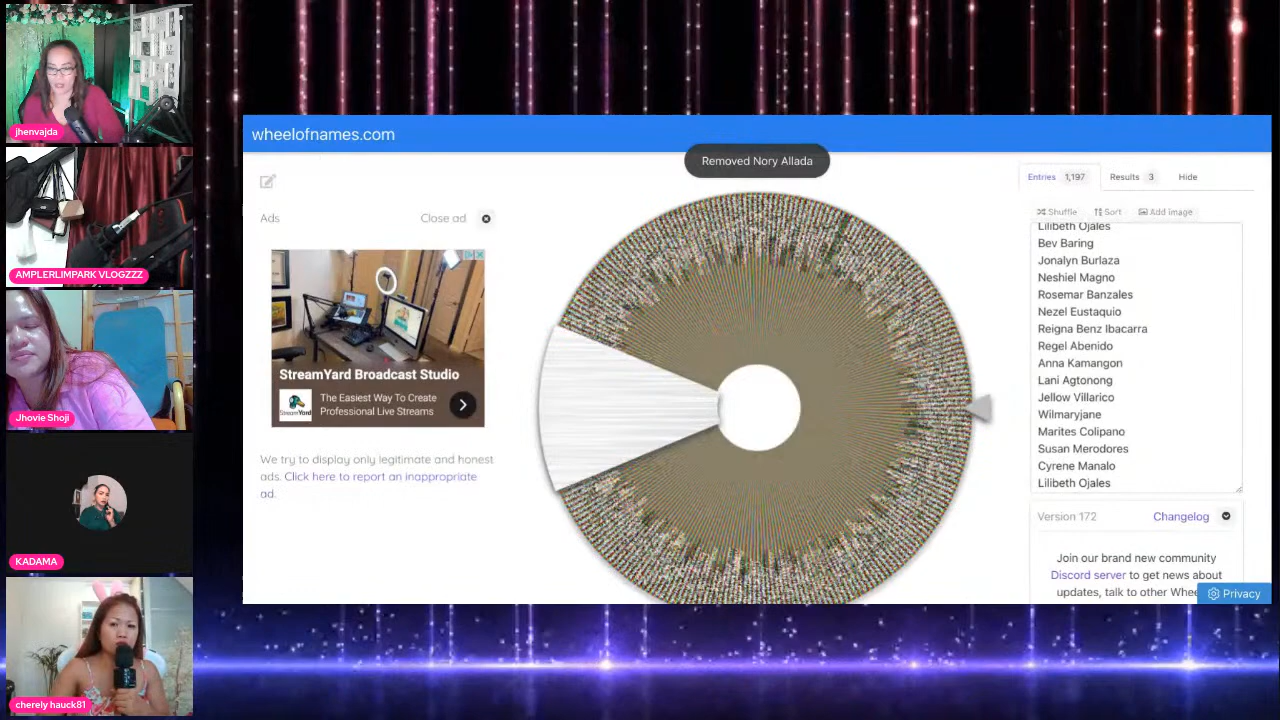 jhenvajda
AMPLERLIMPARK VLOGZZZ
Jhovie Shoji
KADAMA
cherely hauck81
wheelofnames.com
Removed Nory Allada
Ads
Close ad
StreamYard Broadcast Studio
StreamYard
The Easiest Way To Create
Professional Live Streams
We try to display only legitimate and honest
ads. Click here to report an inappropriate
ad.
Entries 1,197 Results 3 Hide
Shuffle Sort Add image
Lilibeth Ojales
Bev Baring
Jonalyn Burlaza
Neshiel Magno
Rosemar Banzales
Nezel Eustaquio
Reigna Benz Ibacarra
Regel Abenido
Anna Kamangon
Lani Agtonong
Jellow Villarico
Wilmaryjane
Marites Colipano
Susan Merodores
Cyrene Manalo
Lilibeth Ojales
Version 172 Changelog
Join our brand new community
Discord server to get news about
updates, talk to other Whee
Privacy